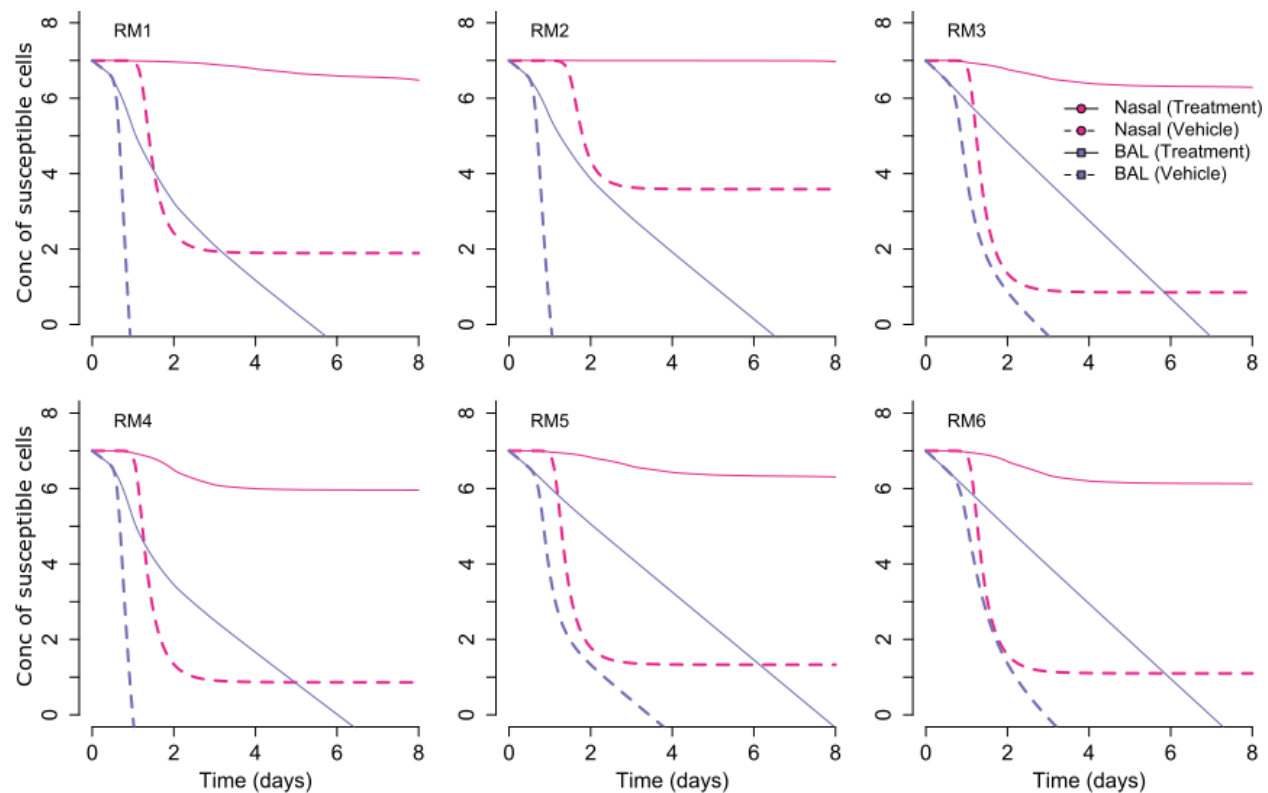 RM1
RM2
RM3
Conc of susceptible cells
8
6
4
2
0
0 2 4 6 8
8
6
4
2
0
0 2 4 6 8
8
6
4
2
0
0 2 4 6 8
Nasal (Treatment)
Nasal (Vehicle)
BAL (Treatment)
BAL (Vehicle)
RM4
RM5
RM6
Conc of susceptible cells
8
6
4
2
0
0 2 4 6 8
Time (days)
8
6
4
2
0
0 2 4 6 8
Time (days)
8
6
4
2
0
0 2 4 6 8
Time (days)